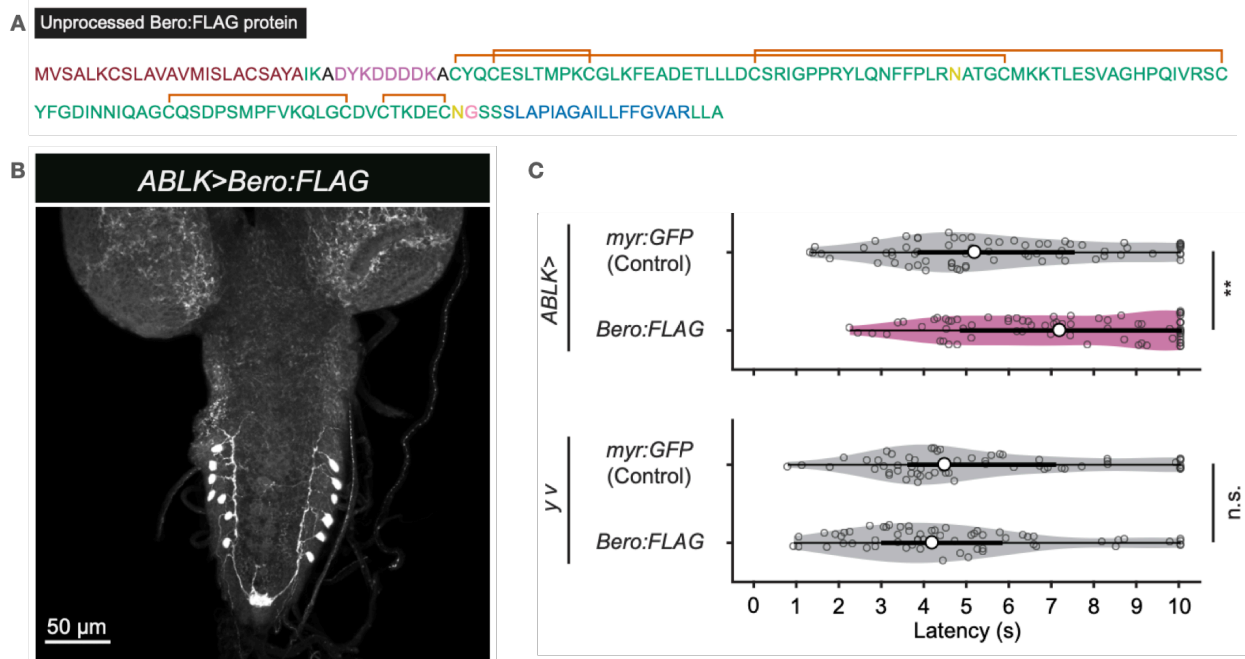 A
Unprocessed Bero:FLAG protein
MVSALKCSLAVAVMISLACSAYAIKADYKDDDDKACYQCESLTMPKCGLKFEADETLLLDCSRIGPPRYLQNFFPLRNATGCMKKTLESVAGHPQIVRSC
YFGDINNIQAGCQSDPSMPFVKQLGCDVCTKDECNGSSSLAPIAGAILLFFGVARLLA
B
ABLK>Bero:FLAG
50 µm
C
ABLK>
myr:GFP
(Control)
Bero:FLAG
**
y v
myr:GFP
(Control)
Bero:FLAG
n.s.
0 1 2 3 4 5 6 7 8 9 10
Latency (s)